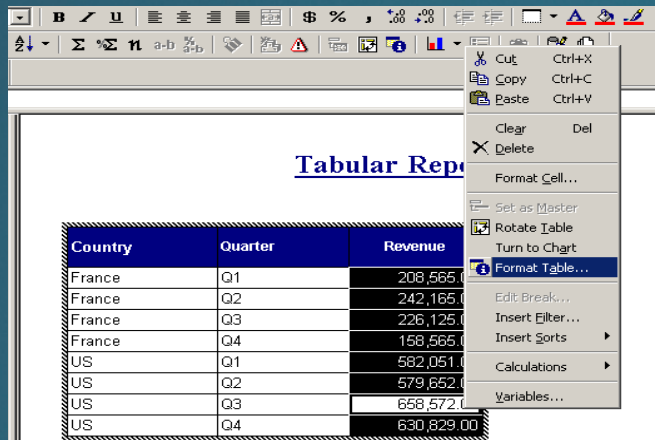 B I U $ % , .00 .00
Σ %Σ n a-b
Cut Ctrl+X
Copy Ctrl+C
Paste Ctrl+V
Clear Del
Delete
Format Cell...
Set as Master
Rotate Table
Turn to Chart
Format Table...
Edit Break...
Insert Filter...
Insert Sorts
Calculations
Variables...
Tabular Repo
Country Quarter Revenue
France Q1 208,565.0
France Q2 242,165.0
France Q3 226,125.0
France Q4 158,565.0
US Q1 582,051.0
US Q2 579,652.0
US Q3 658,572.0
US Q4 630,829.00